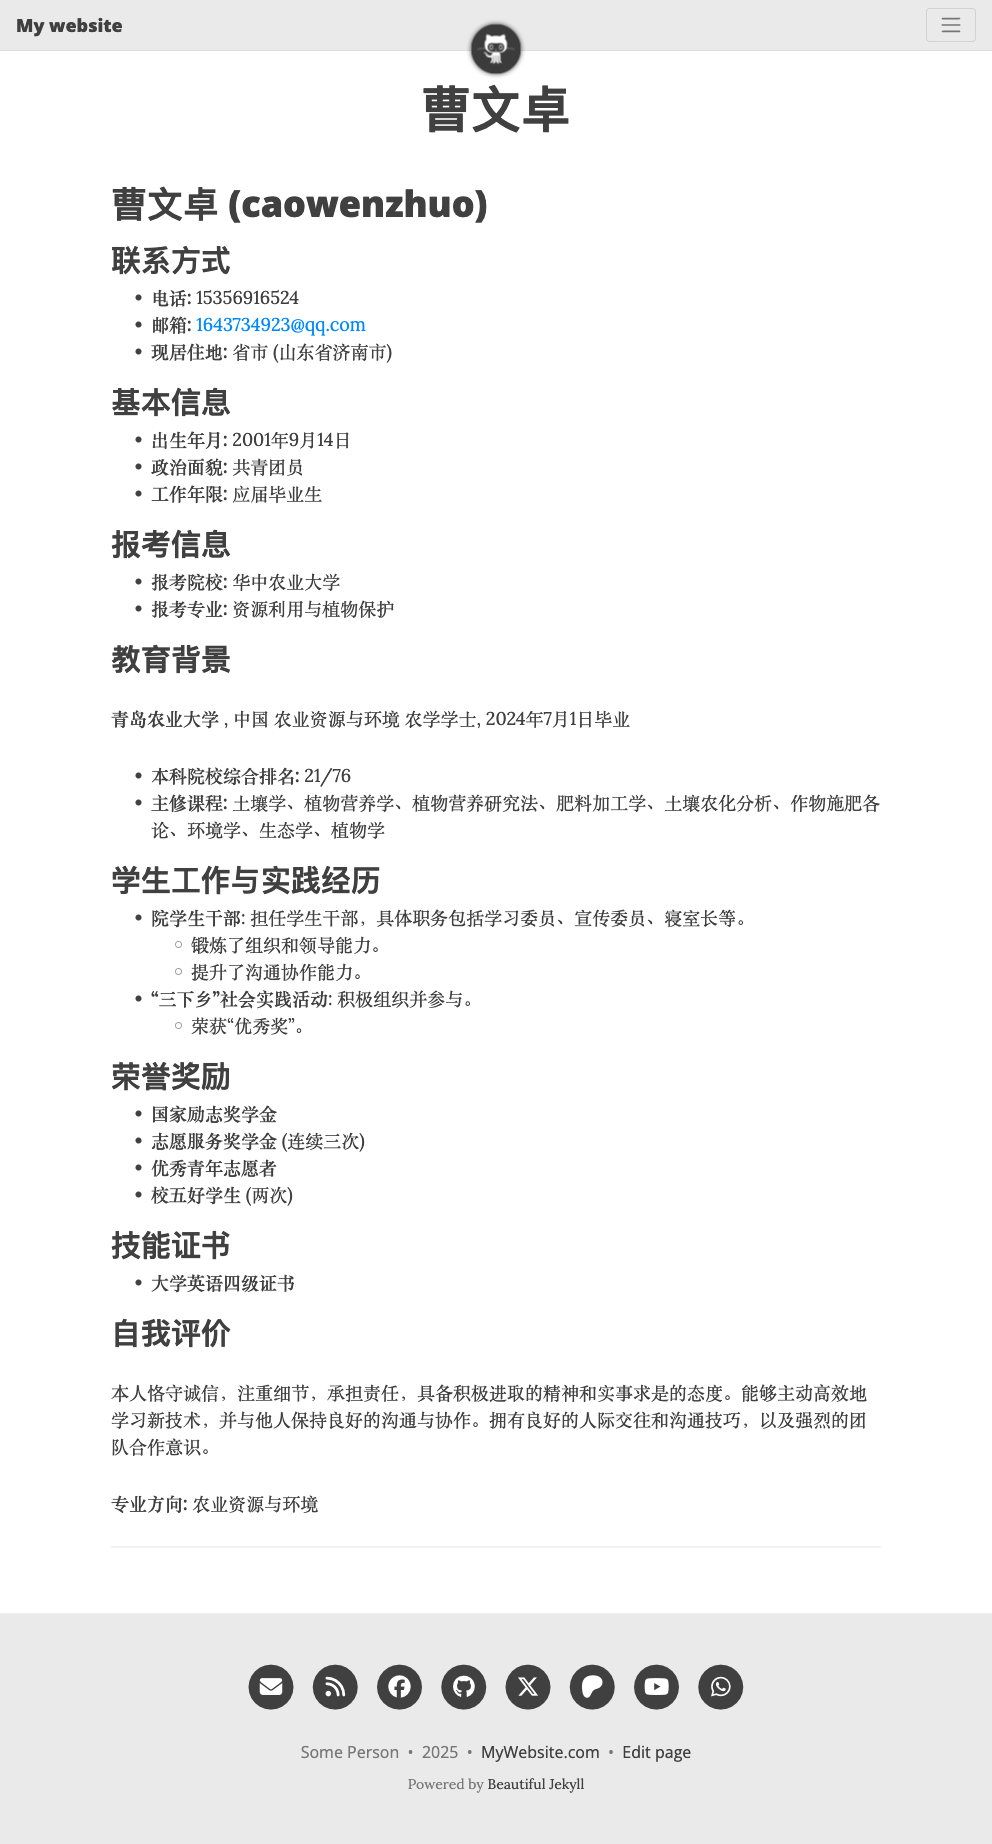 My website
曹文卓
曹文卓 (caowenzhuo)
联系方式
• 电话: 15356916524
• 邮箱: 1643734923@qq.com
• 现居住地: 省市 (山东省济南市)
基本信息
• 出生年月: 2001年9月14日
• 政治面貌: 共青团员
• 工作年限: 应届毕业生
报考信息
• 报考院校: 华中农业大学
• 报考专业: 资源利用与植物保护
教育背景
青岛农业大学 , 中国 农业资源与环境 农学学士, 2024年7月1日毕业
• 本科院校综合排名: 21/76
• 主修课程: 土壤学、植物营养学、植物营养研究法、肥料加工学、土壤农化分析、作物施肥各
论、环境学、生态学、植物学
学生工作与实践经历
• 院学生干部: 担任学生干部，具体职务包括学习委员、宣传委员、寝室长等。
○ 锻炼了组织和领导能力。
○ 提升了沟通协作能力。
• “三下乡”社会实践活动: 积极组织并参与。
○ 荣获“优秀奖”。
荣誉奖励
• 国家励志奖学金
• 志愿服务奖学金 (连续三次)
• 优秀青年志愿者
• 校五好学生 (两次)
技能证书
• 大学英语四级证书
自我评价
本人恪守诚信，注重细节，承担责任，具备积极进取的精神和实事求是的态度。能够主动高效地
学习新技术，并与他人保持良好的沟通与协作。拥有良好的人际交往和沟通技巧，以及强烈的团
队合作意识。
专业方向: 农业资源与环境
Some Person • 2025 • MyWebsite.com • Edit page
Powered by Beautiful Jekyll